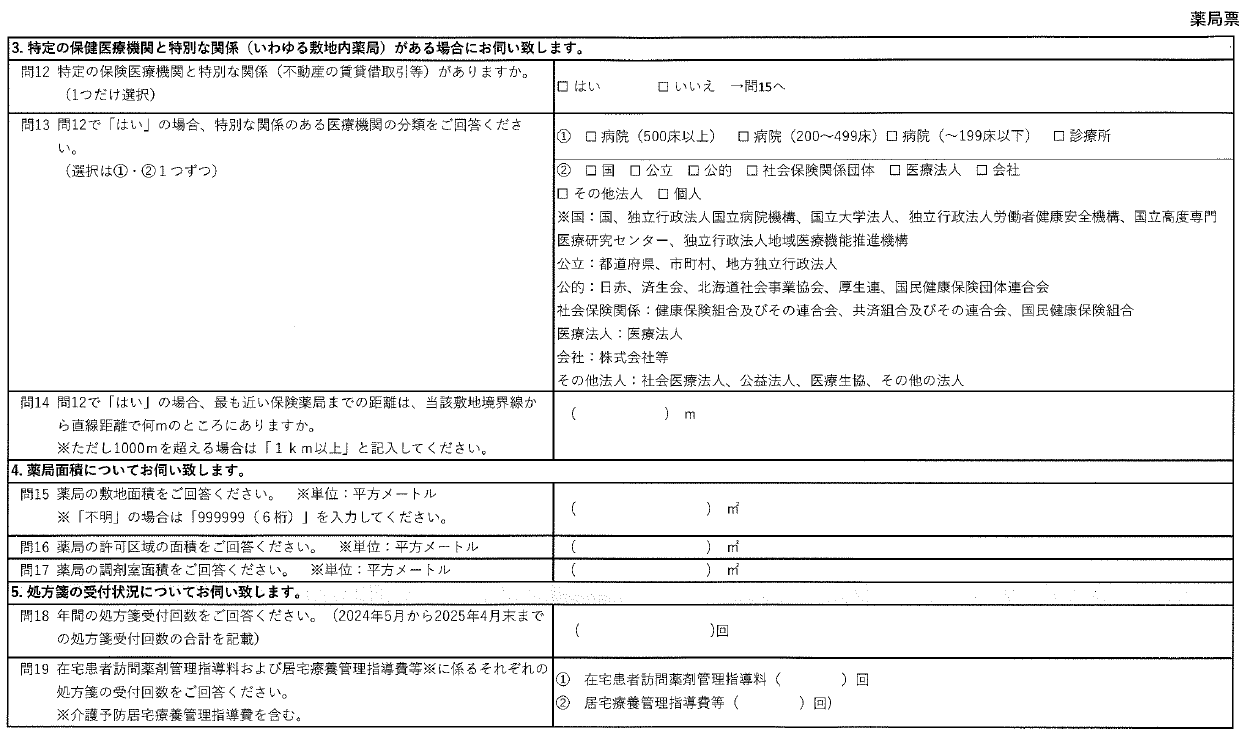 薬局票
3. 特定の保健医療機関と特別な関係（いわゆる敷地内薬局）がある場合にお伺い致します。
問12 特定の保険医療機関と特別な関係（不動産の賃貸借取引等）がありますか。
（1つだけ選択）
□ はい　□ いいえ　→問15へ
問13 問12で「はい」の場合、特別な関係のある医療機関の分類をご回答くださ
い。
（選択は①・②１つずつ）
① □ 病院（500床以上）　□ 病院（200～499床）□ 病院（～199床以下）　□ 診療所
② □ 国　□ 公立　□ 公的　□ 社会保険関係団体　□ 医療法人　□ 会社
□ その他法人　□ 個人
※国：国、独立行政法人国立病院機構、国立大学法人、独立行政法人労働者健康安全機構、国立高度専門
医療研究センター、独立行政法人地域医療機能推進機構
公立：都道府県、市町村、地方独立行政法人
公的：日赤、済生会、北海道社会事業協会、厚生連、国民健康保険団体連合会
社会保険関係：健康保険組合及びその連合会、共済組合及びその連合会、国民健康保険組合
医療法人：医療法人
会社：株式会社等
その他法人：社会医療法人、公益法人、医療生協、その他の法人
問14 問12で「はい」の場合、最も近い保険薬局までの距離は、当該敷地境界線か
ら直線距離で何mのところにありますか。
※ただし1000ｍを超える場合は「１ｋｍ以上」と記入してください。
（　　　　　　）　m
4. 薬局面積についてお伺い致します。
問15 薬局の敷地面積をご回答ください。　※単位：平方メートル
※「不明」の場合は「999999（６桁）」を入力してください。
（　　　　　　　　　）　㎡
問16 薬局の許可区域の面積をご回答ください。　※単位：平方メートル
（　　　　　　　　　）　㎡
問17 薬局の調剤室面積をご回答ください。　※単位：平方メートル
（　　　　　　　　　）　㎡
5. 処方箋の受付状況についてお伺い致します。
問18 年間の処方箋受付回数をご回答ください。（2024年5月から2025年4月末まで
の処方箋受付回数の合計を記載）
（　　　　　　　　　)回
問19 在宅患者訪問薬剤管理指導料および居宅療養管理指導費等※に係るそれぞれの
処方箋の受付回数をご回答ください。
※介護予防居宅療養管理指導費を含む。
①　在宅患者訪問薬剤管理指導料（　　　　）回
②　居宅療養管理指導費等（　　　　）回）